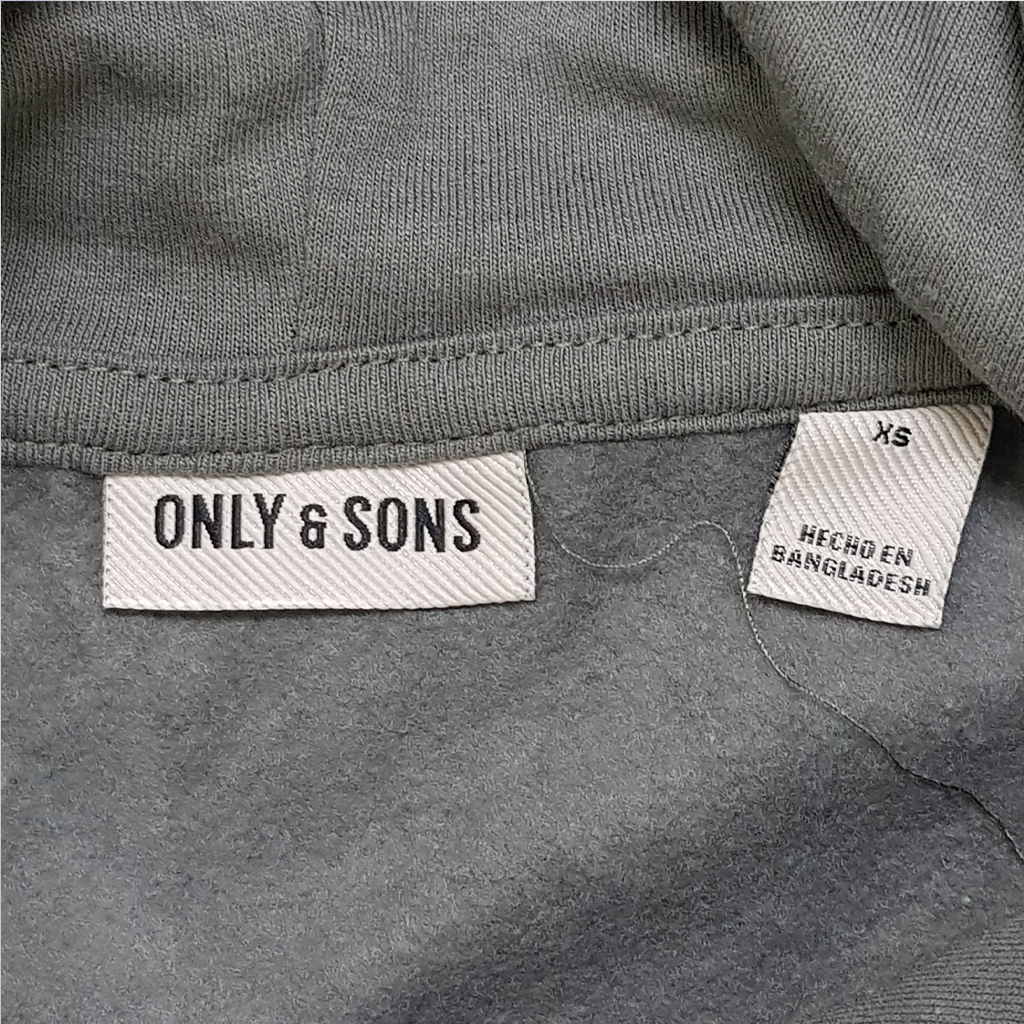 ONLY & SONS
XS
HECHO EN
BANGLADESH